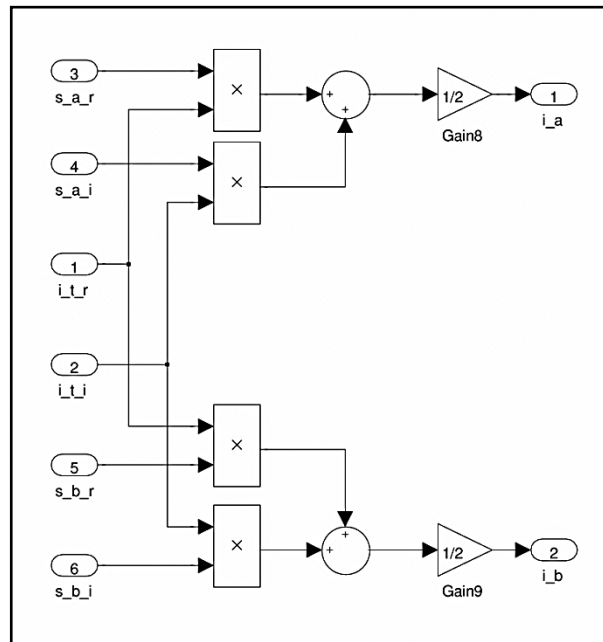 3
s_a_r
×
+
+
1/2
Gain8
1
i_a
4
s_a_i
×
1
i_t_r
2
i_t_i
×
5
s_b_r
×
+
+
1/2
Gain9
2
i_b
6
s_b_i